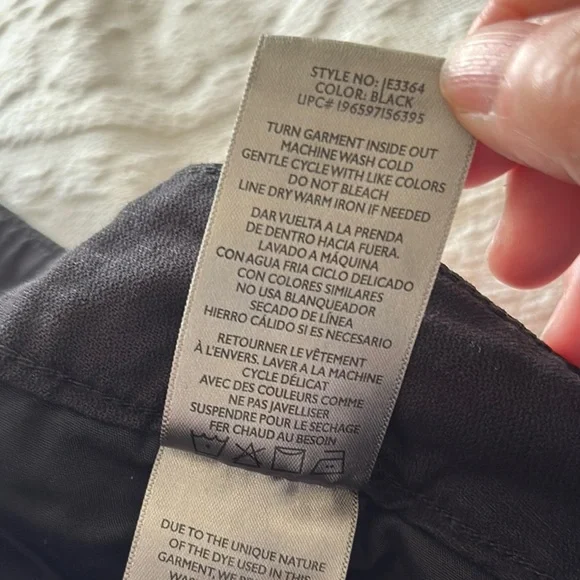 STYLE NO: JE3364
COLOR: BLACK
UPC# 196597156395
TURN GARMENT INSIDE OUT
MACHINE WASH COLD
GENTLE CYCLE WITH LIKE COLORS
DO NOT BLEACH
LINE DRY WARM IRON IF NEEDED
DAR VUELTA A LA PRENDA
DE DENTRO HACIA FUERA.
LAVADO A MÁQUINA
CON AGUA FRIA CICLO DELICADO
CON COLORES SIMILARES
NO USA BLANQUEADOR
SECADO DE LÍNEA
HIERRO CÁLIDO SI ES NECESARIO
RETOURNER LE VÊTEMENT
À L'ENVERS. LAVER A LA MACHINE
CYCLE DÉLICAT
AVEC DES COULEURS COMME
NE PAS JAVELLISER
SUSPENDRE POUR LE SECHAGE
FER CHAUD AU BESOIN
DUE TO THE UNIQUE NATURE
OF THE DYE USED IN THIS
GARMENT, WE